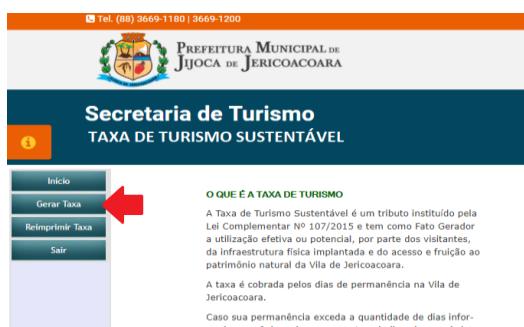 Tel. (88) 3669-1180 | 3669-1200
PREFEITURA MUNICIPAL DE
JIJOCA DE JERICOACOARA
Secretaria de Turismo
TAXA DE TURISMO SUSTENTÁVEL
Inicio
Gerar Taxa
Reimprimir Taxa
Sair
O QUE É A TAXA DE TURISMO
A Taxa de Turismo Sustentável é um tributo instituído pela
Lei Complementar Nº 107/2015 e tem como Fato Gerador
a utilização efetiva ou potencial, por parte dos visitantes,
da infraestrutura física implantada e do acesso e fruição ao
patrimônio natural da Vila de Jericoacoara.
A taxa é cobrada pelos dias de permanência na Vila de
Jericoacoara.
Caso sua permanência exceda a quantidade de dias infor-